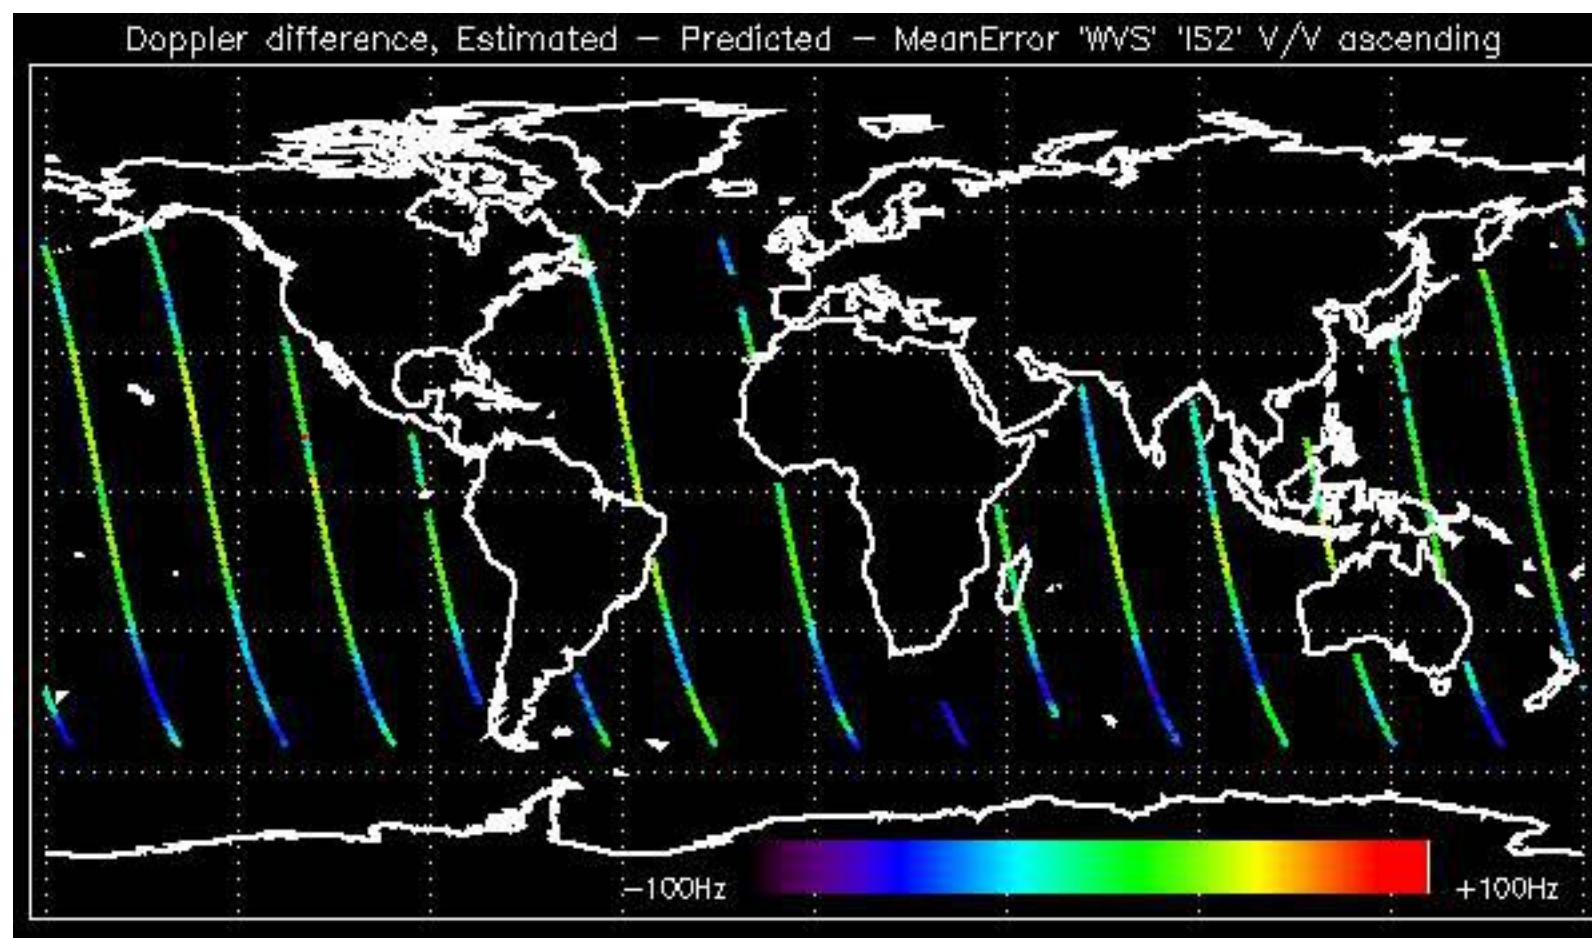 Doppler difference, Estimated – Predicted – MeanError 'WVS' 'IS2' V/V ascending
–100Hz
+100Hz